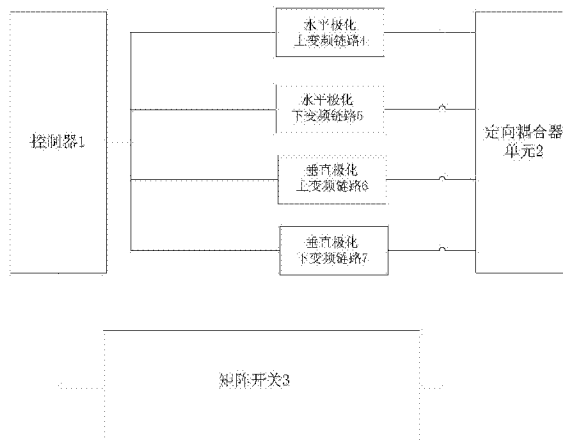 水平极化
上变频链路4
水平极化
下变频链路5
控制器1
定向耦合器
单元2
垂直极化
上变频链路6
垂直极化
下变频链路7
矩阵开关3